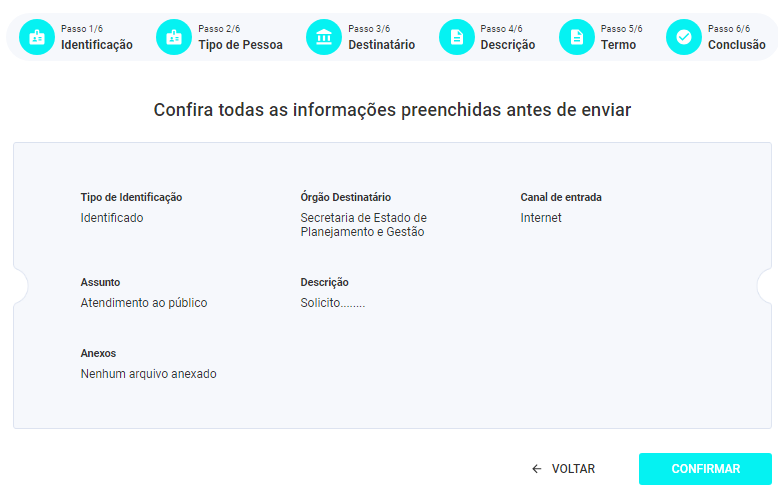 Passo 1/6
Identificação
Passo 2/6
Tipo de Pessoa
Passo 3/6
Destinatário
Passo 4/6
Descrição
Passo 5/6
Termo
Passo 6/6
Conclusão
Confira todas as informações preenchidas antes de enviar
Tipo de Identificação
Identificado
Órgão Destinatário
Secretaria de Estado de
Planejamento e Gestão
Canal de entrada
Internet
Assunto
Atendimento ao público
Descrição
Solicito........
Anexos
Nenhum arquivo anexado
← VOLTAR
CONFIRMAR